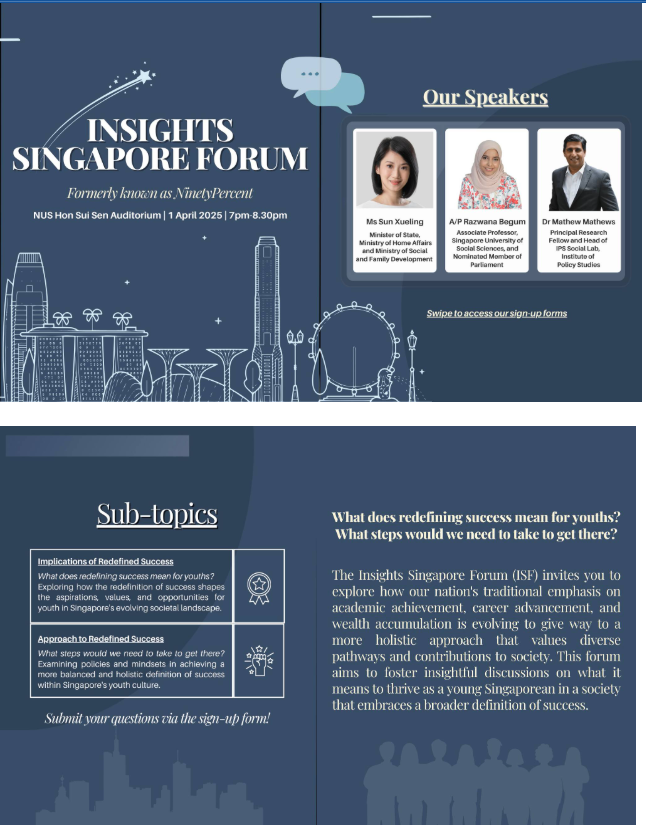 INSIGHTS
SINGAPORE FORUM
Formerly known as NinetyPercent
NUS Hon Sui Sen Auditorium | 1 April 2025 | 7pm-8.30pm
Our Speakers
Ms Sun Xueling
Minister of State,
Ministry of Home Affairs
and Ministry of Social
and Family Development
A/P Razwana Begum
Associate Professor,
Singapore University of
Social Sciences, and
Nominated Member of
Parliament
Dr Mathew Mathews
Principal Research
Fellow and Head of
IPS Social Lab,
Institute of
Policy Studies
Swipe to access our sign-up forms
Sub-topics
Implications of Redefined Success
What does redefining success mean for youths?
Exploring how the redefinition of success shapes
the aspirations, values, and opportunities for
youth in Singapore's evolving societal landscape.
Approach to Redefined Success
What steps would we need to take to get there?
Examining policies and mindsets in achieving a
more balanced and holistic definition of success
within Singapore's youth culture.
Submit your questions via the sign-up form!
What does redefining success mean for youths?
What steps would we need to take to get there?
The Insights Singapore Forum (ISF) invites you to
explore how our nation's traditional emphasis on
academic achievement, career advancement, and
wealth accumulation is evolving to give way to a
more holistic approach that values diverse
pathways and contributions to society. This forum
aims to foster insightful discussions on what it
means to thrive as a young Singaporean in a society
that embraces a broader definition of success.